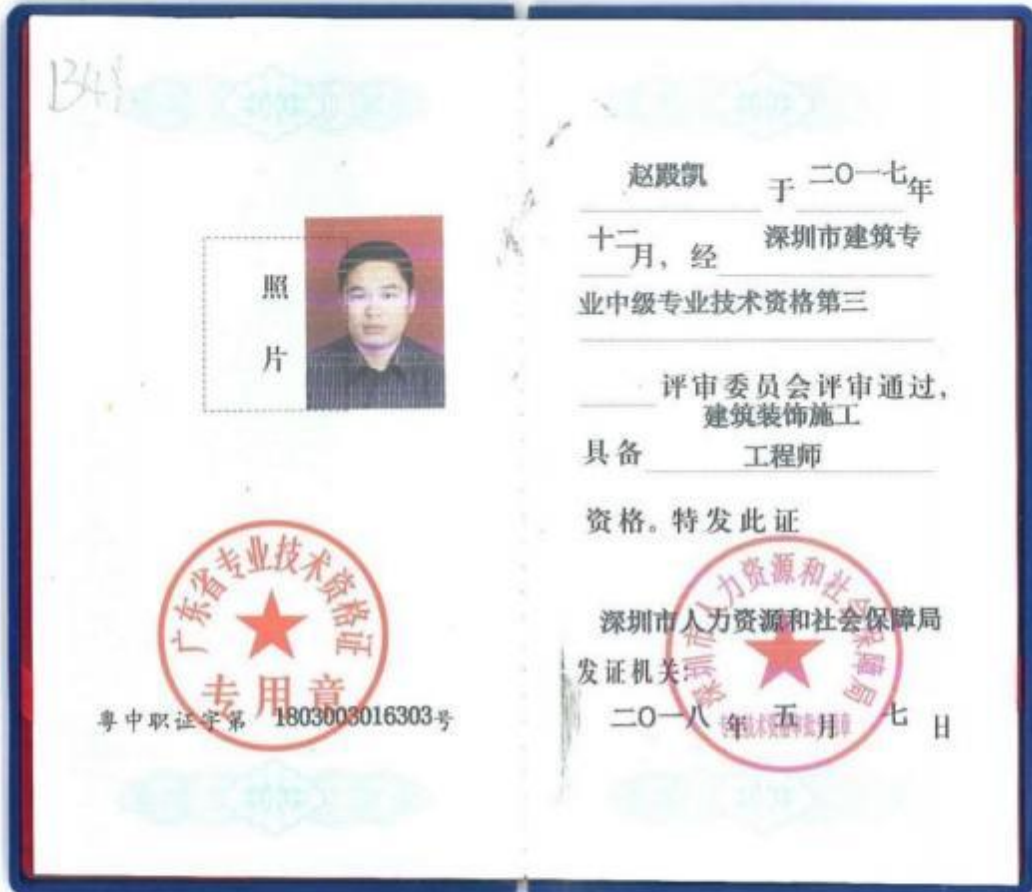 照
片
广东省专业技术资格证
专用章
粤中职证字第 1803003016303号
赵殿凯 于 二〇一七年
十二月，经 深圳市建筑专
业中级专业技术资格第三
评审委员会评审通过，
建筑装饰施工
具备 工程师
资格。特发此证
深圳市人力资源和社会保障局
深圳市人力资源和社会保障局
发证机关：
二〇一八 年 五 月 七 日